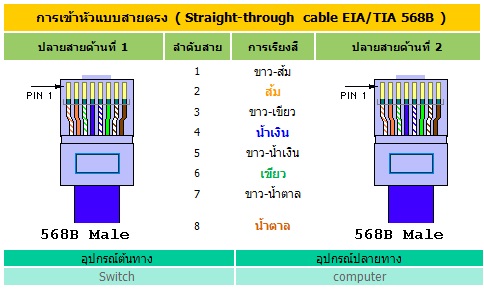 การเข้าหัวแบบสายตรง ( Straight-through cable EIA/TIA 568B )
ปลายสายด้านที่ 1 ลำดับสาย การเรียงสี ปลายสายด้านที่ 2
PIN 1
568B Male
1 ขาว-ส้ม
2 ส้ม
3 ขาว-เขียว
4 น้ำเงิน
5 ขาว-น้ำเงิน
6 เขียว
7 ขาว-น้ำตาล
8 น้ำตาล
PIN 1
568B Male
อุปกรณ์ต้นทาง อุปกรณ์ปลายทาง
Switch computer